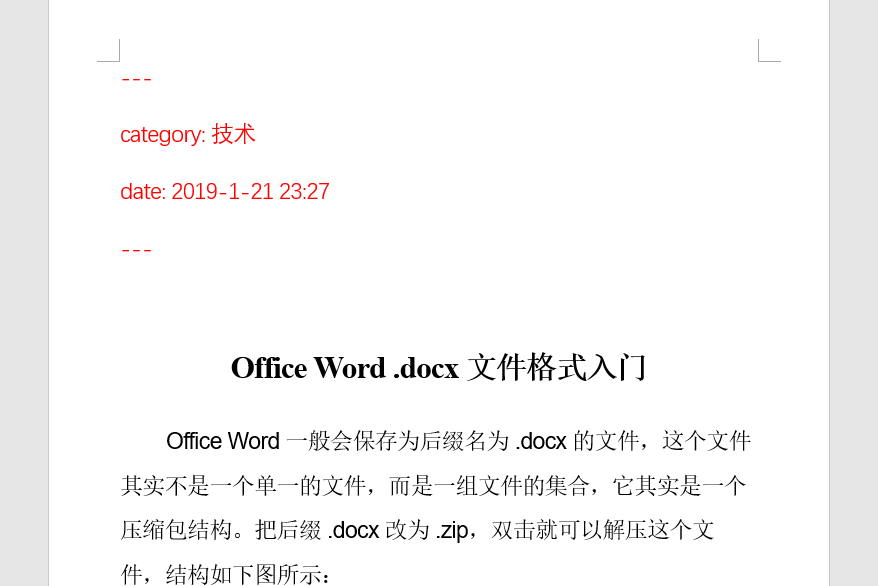 ---
category: 技术
date: 2019-1-21 23:27
---
Office Word .docx 文件格式入门
Office Word 一般会保存为后缀名为 .docx 的文件，这个文件
其实不是一个单一的文件，而是一组文件的集合，它其实是一个
压缩包结构。把后缀 .docx 改为 .zip，双击就可以解压这个文
件，结构如下图所示：